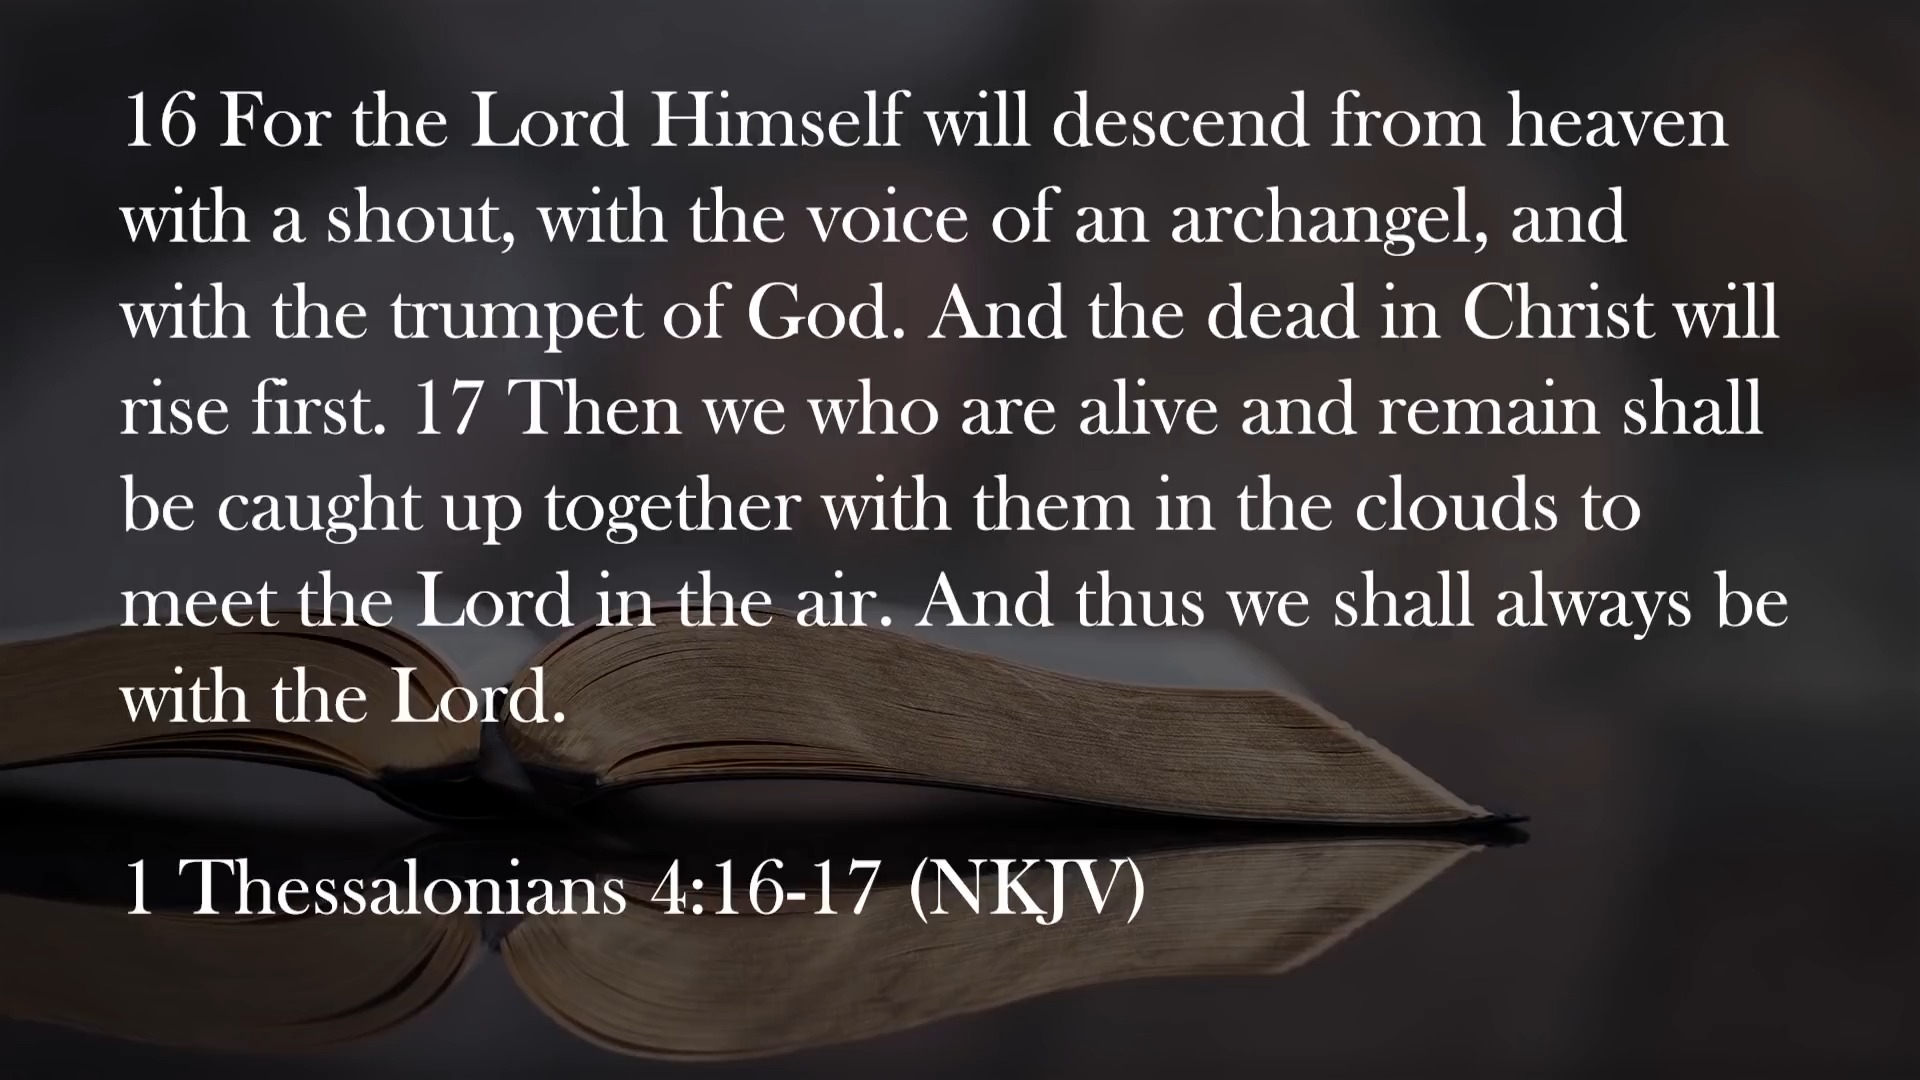 16 For the Lord Himself will descend from heaven
with a shout, with the voice of an archangel, and
with the trumpet of God. And the dead in Christ will
rise first. 17 Then we who are alive and remain shall
be caught up together with them in the clouds to
meet the Lord in the air. And thus we shall always be
with the Lord.
1 Thessalonians 4:16-17 (NKJV)